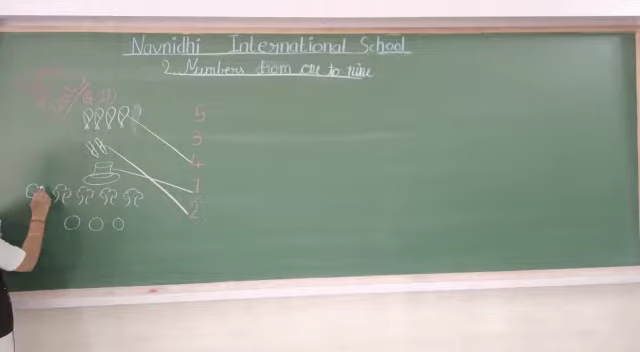 Navnidhi International School
2. Numbers from one to nine
5
3
4
1
2